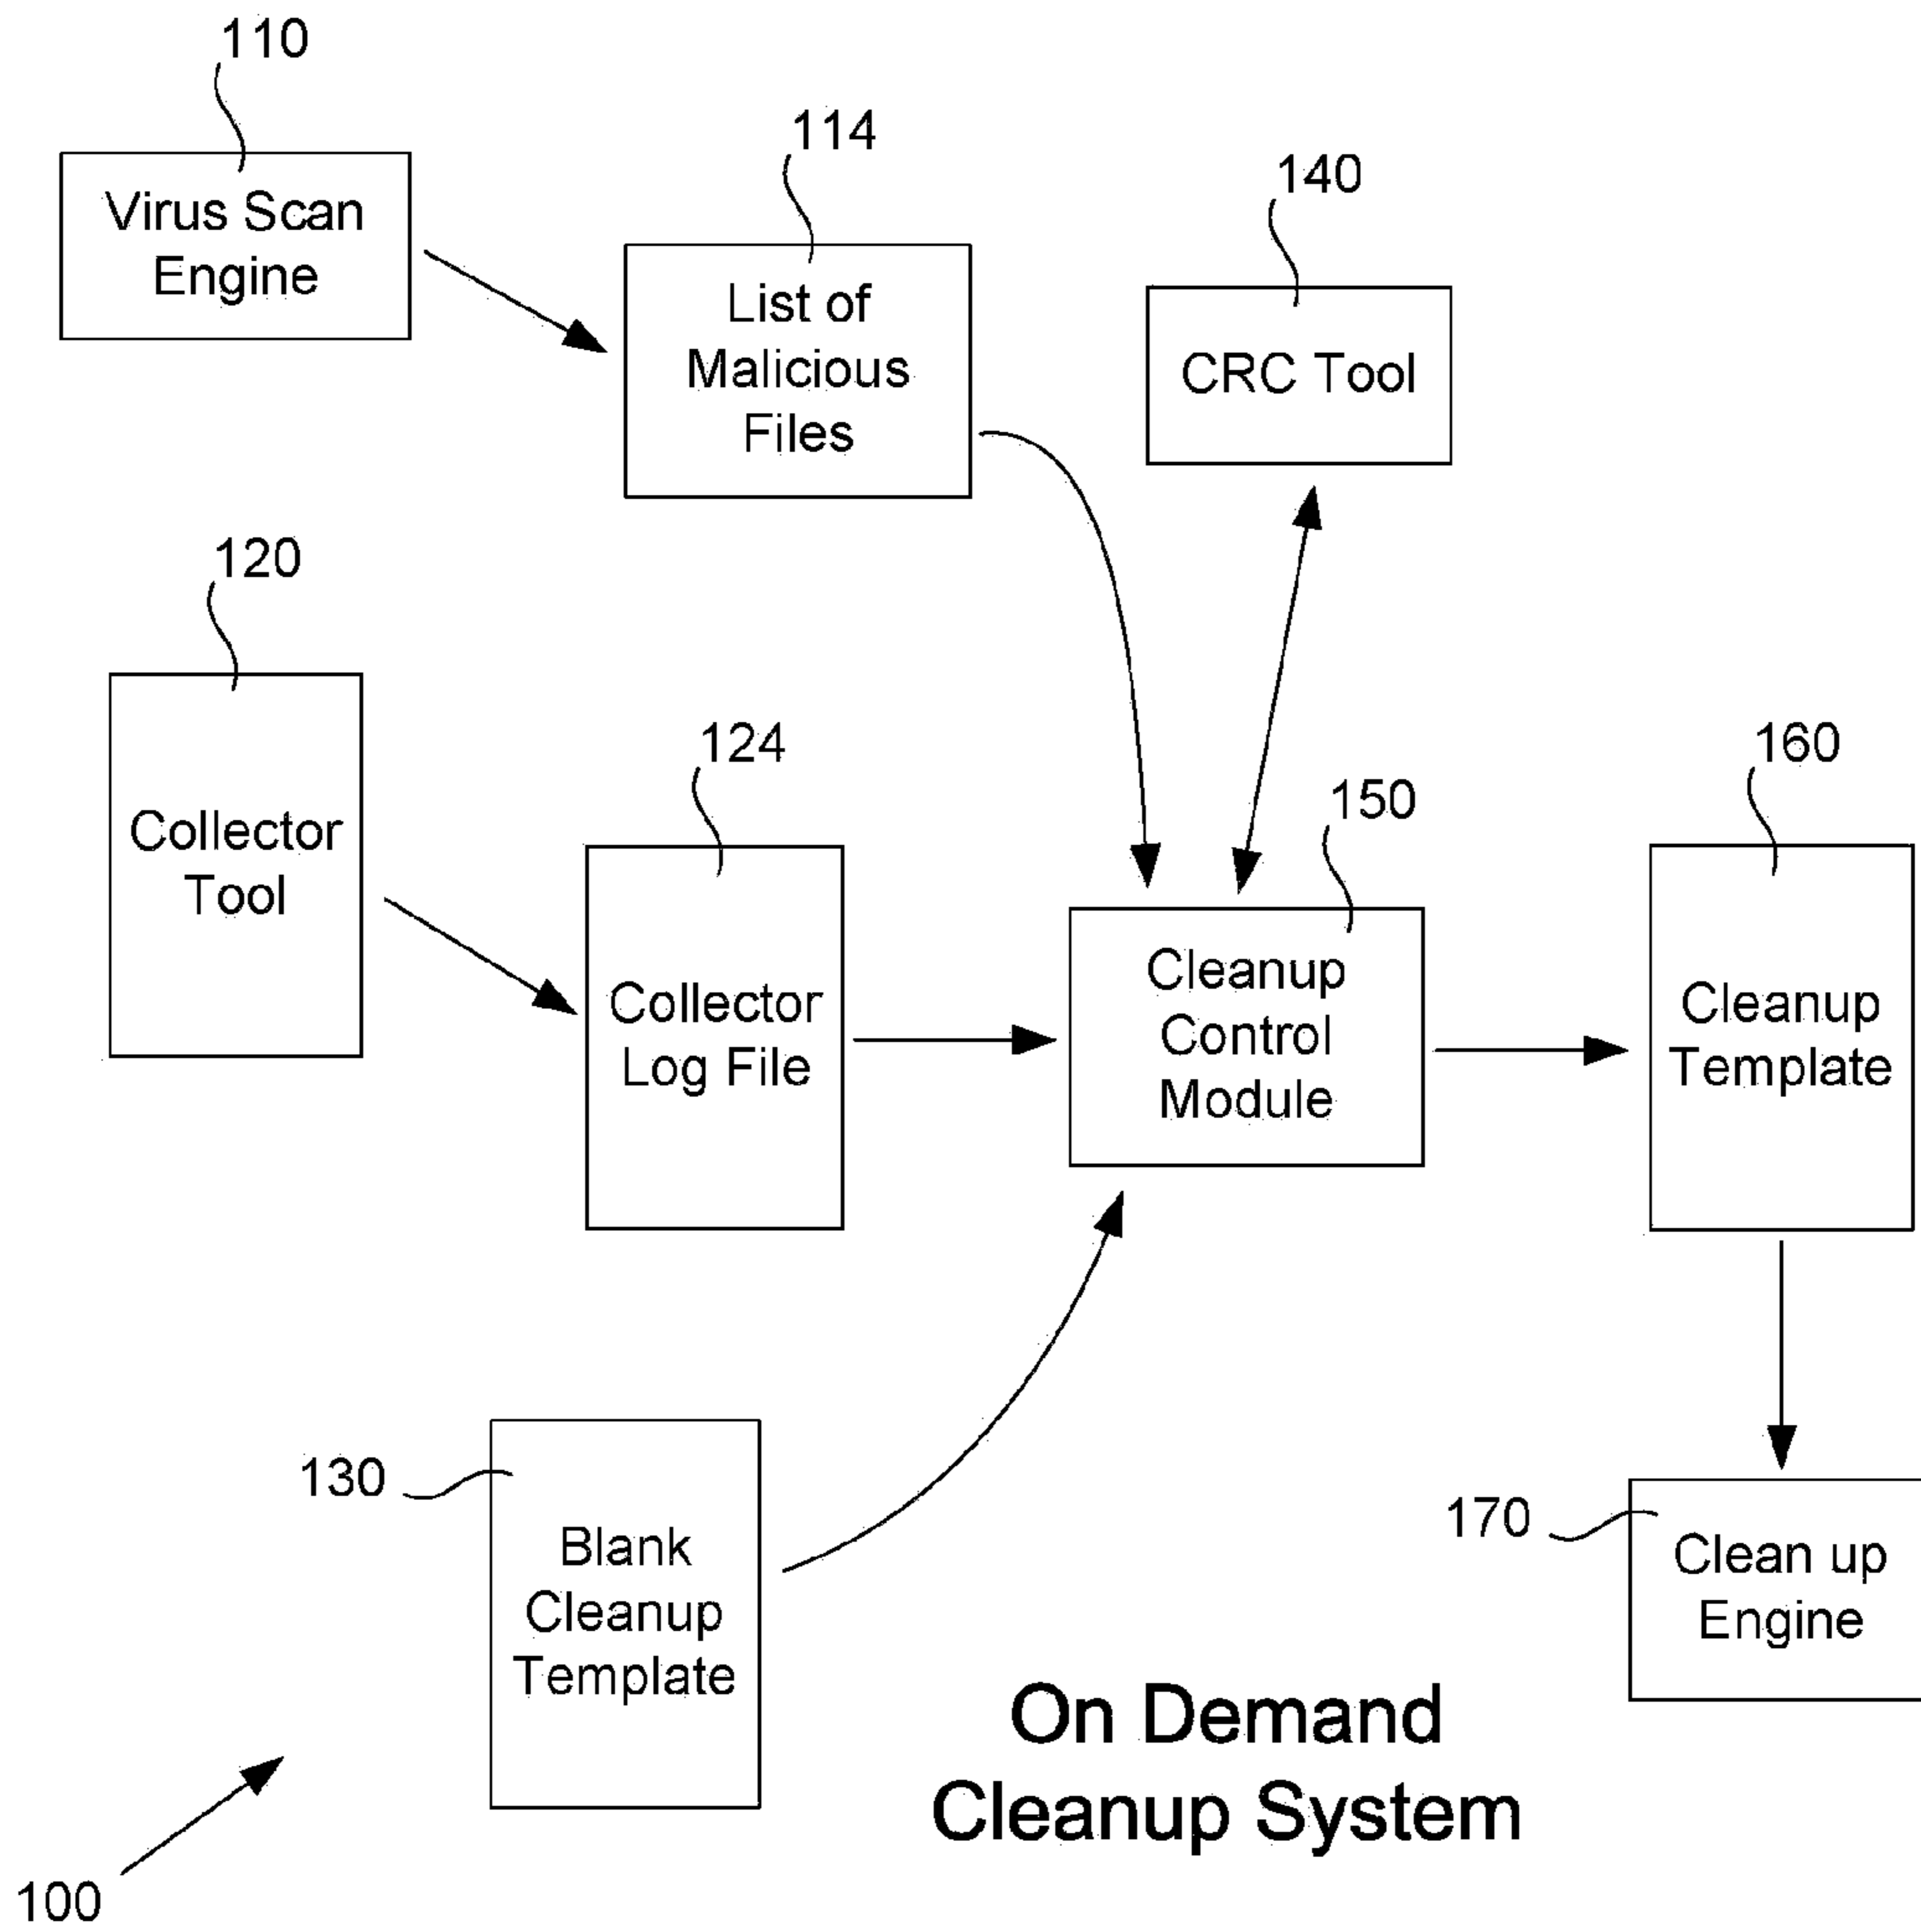 110
Virus Scan
Engine
114
List of
Malicious
Files
140
CRC Tool
120
Collector
Tool
124
Collector
Log File
150
Cleanup
Control
Module
160
Cleanup
Template
130
Blank
Cleanup
Template
170
Clean up
Engine
On Demand
Cleanup System
100